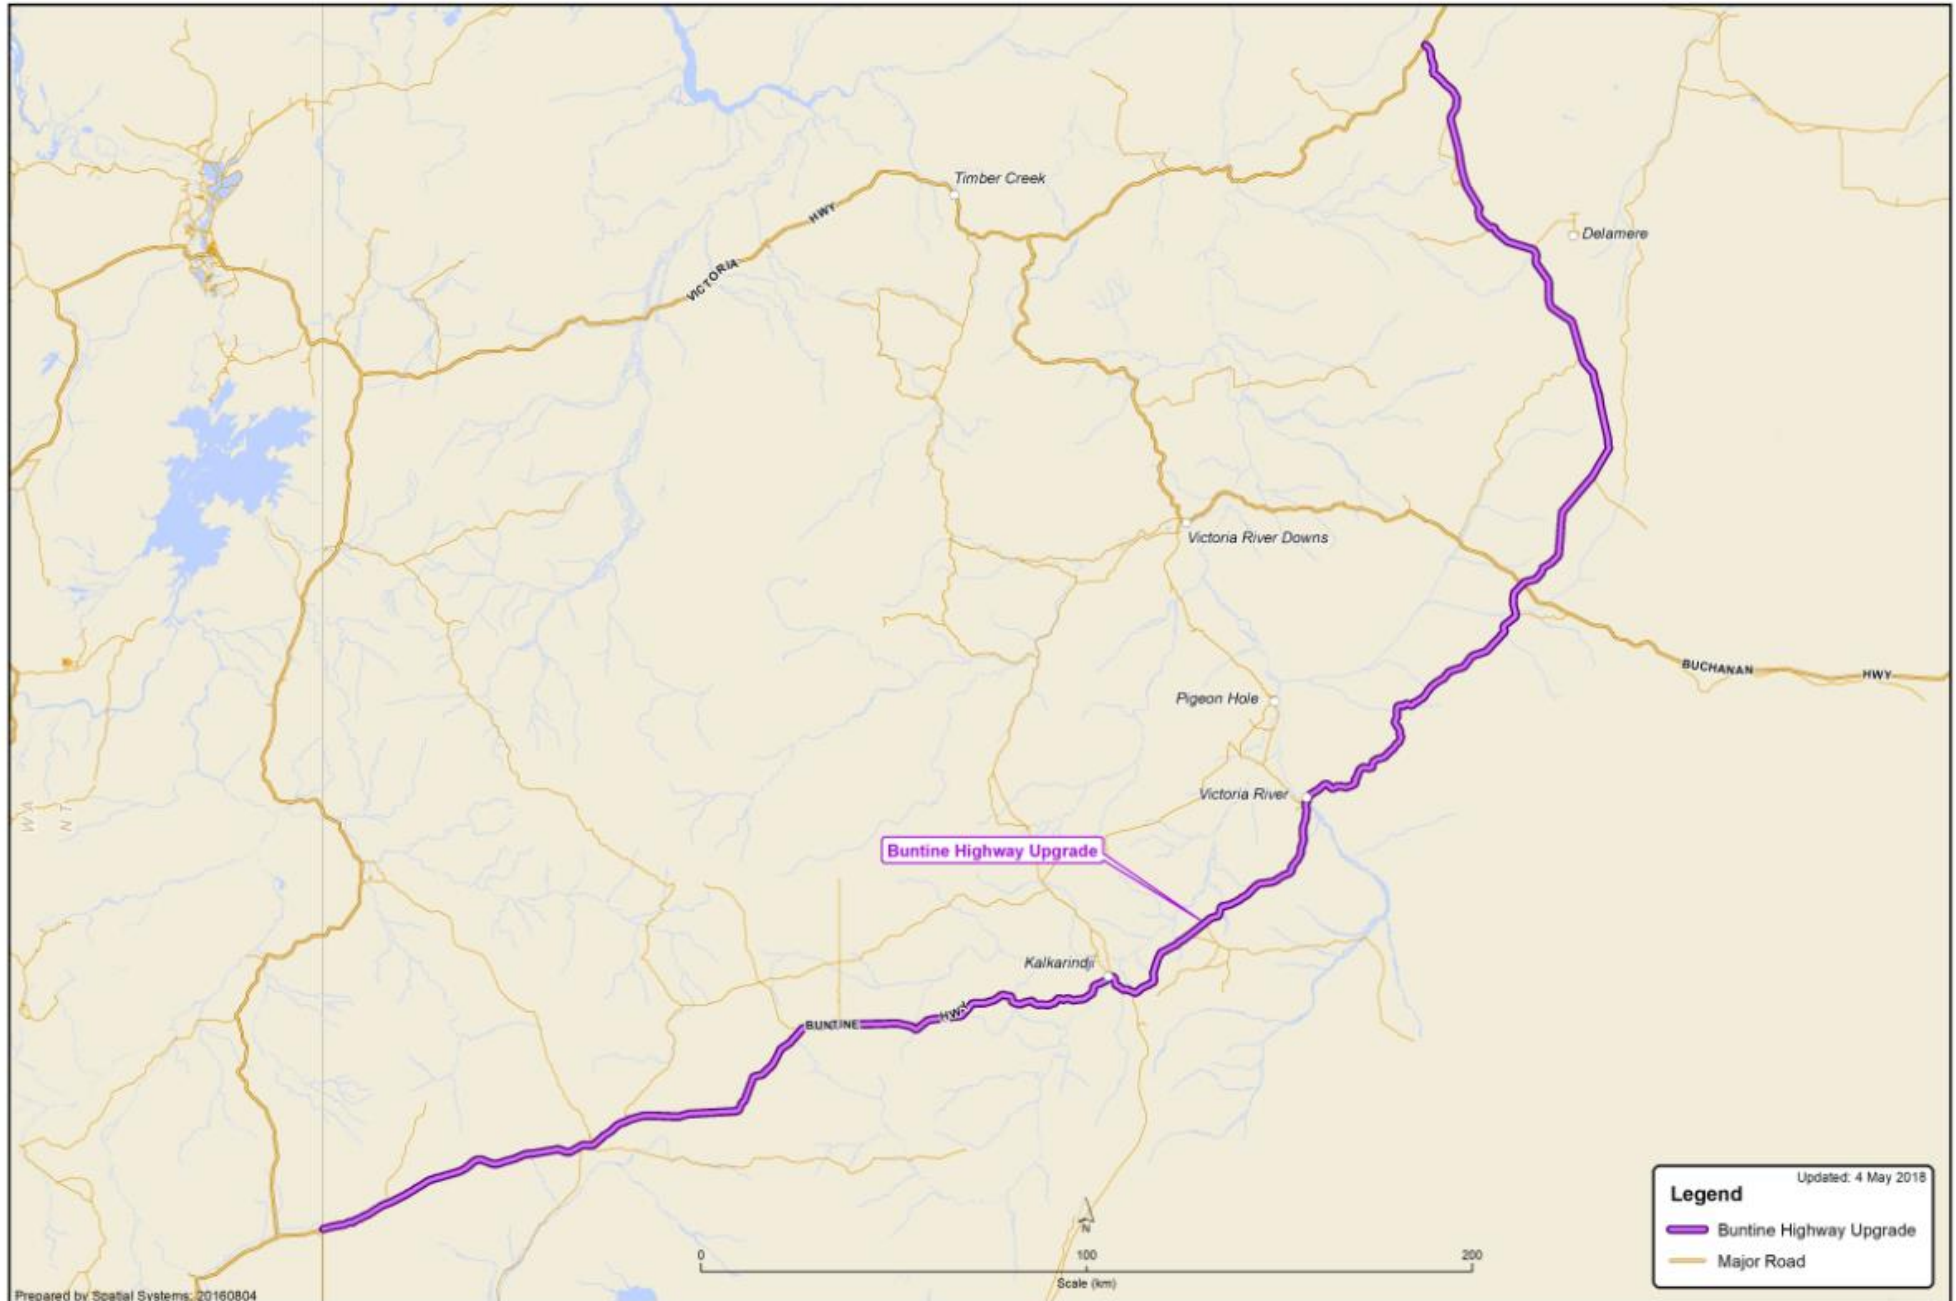 Timber Creek
HWY
VICTORIA
Delamere
Victoria River Downs
BUCHANAN
HWY
Pigeon Hole
Victoria River
WA
NT
Buntine Highway Upgrade
Kalkarindji
HWY
BUNTINE
N
0 100 200
Scale (km)
Updated: 4 May 2018
Legend
Buntine Highway Upgrade
Major Road
Prepared by Spatial Systems: 20160804